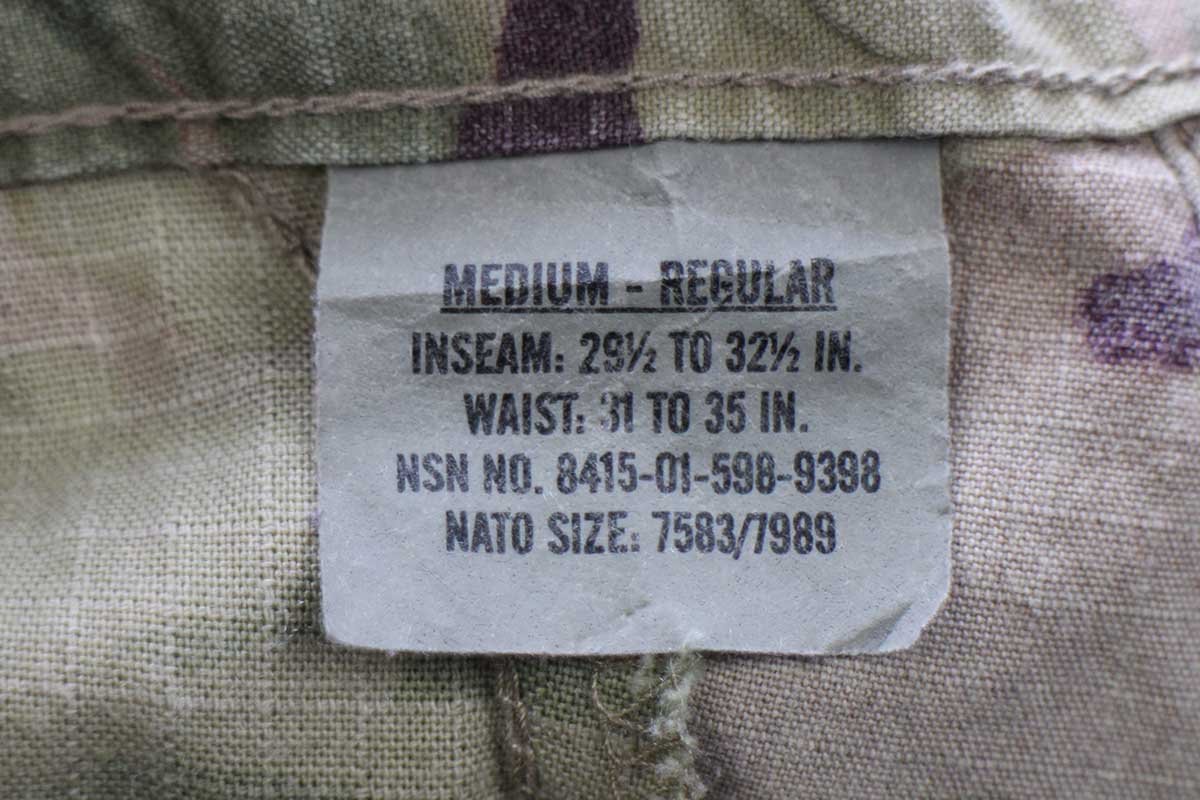 MEDIUM - REGULAR
INSEAM: 29½ TO 32½ IN.
WAIST: 31 TO 35 IN.
NSN NO. 8415-01-598-9398
NATO SIZE: 7583/7989